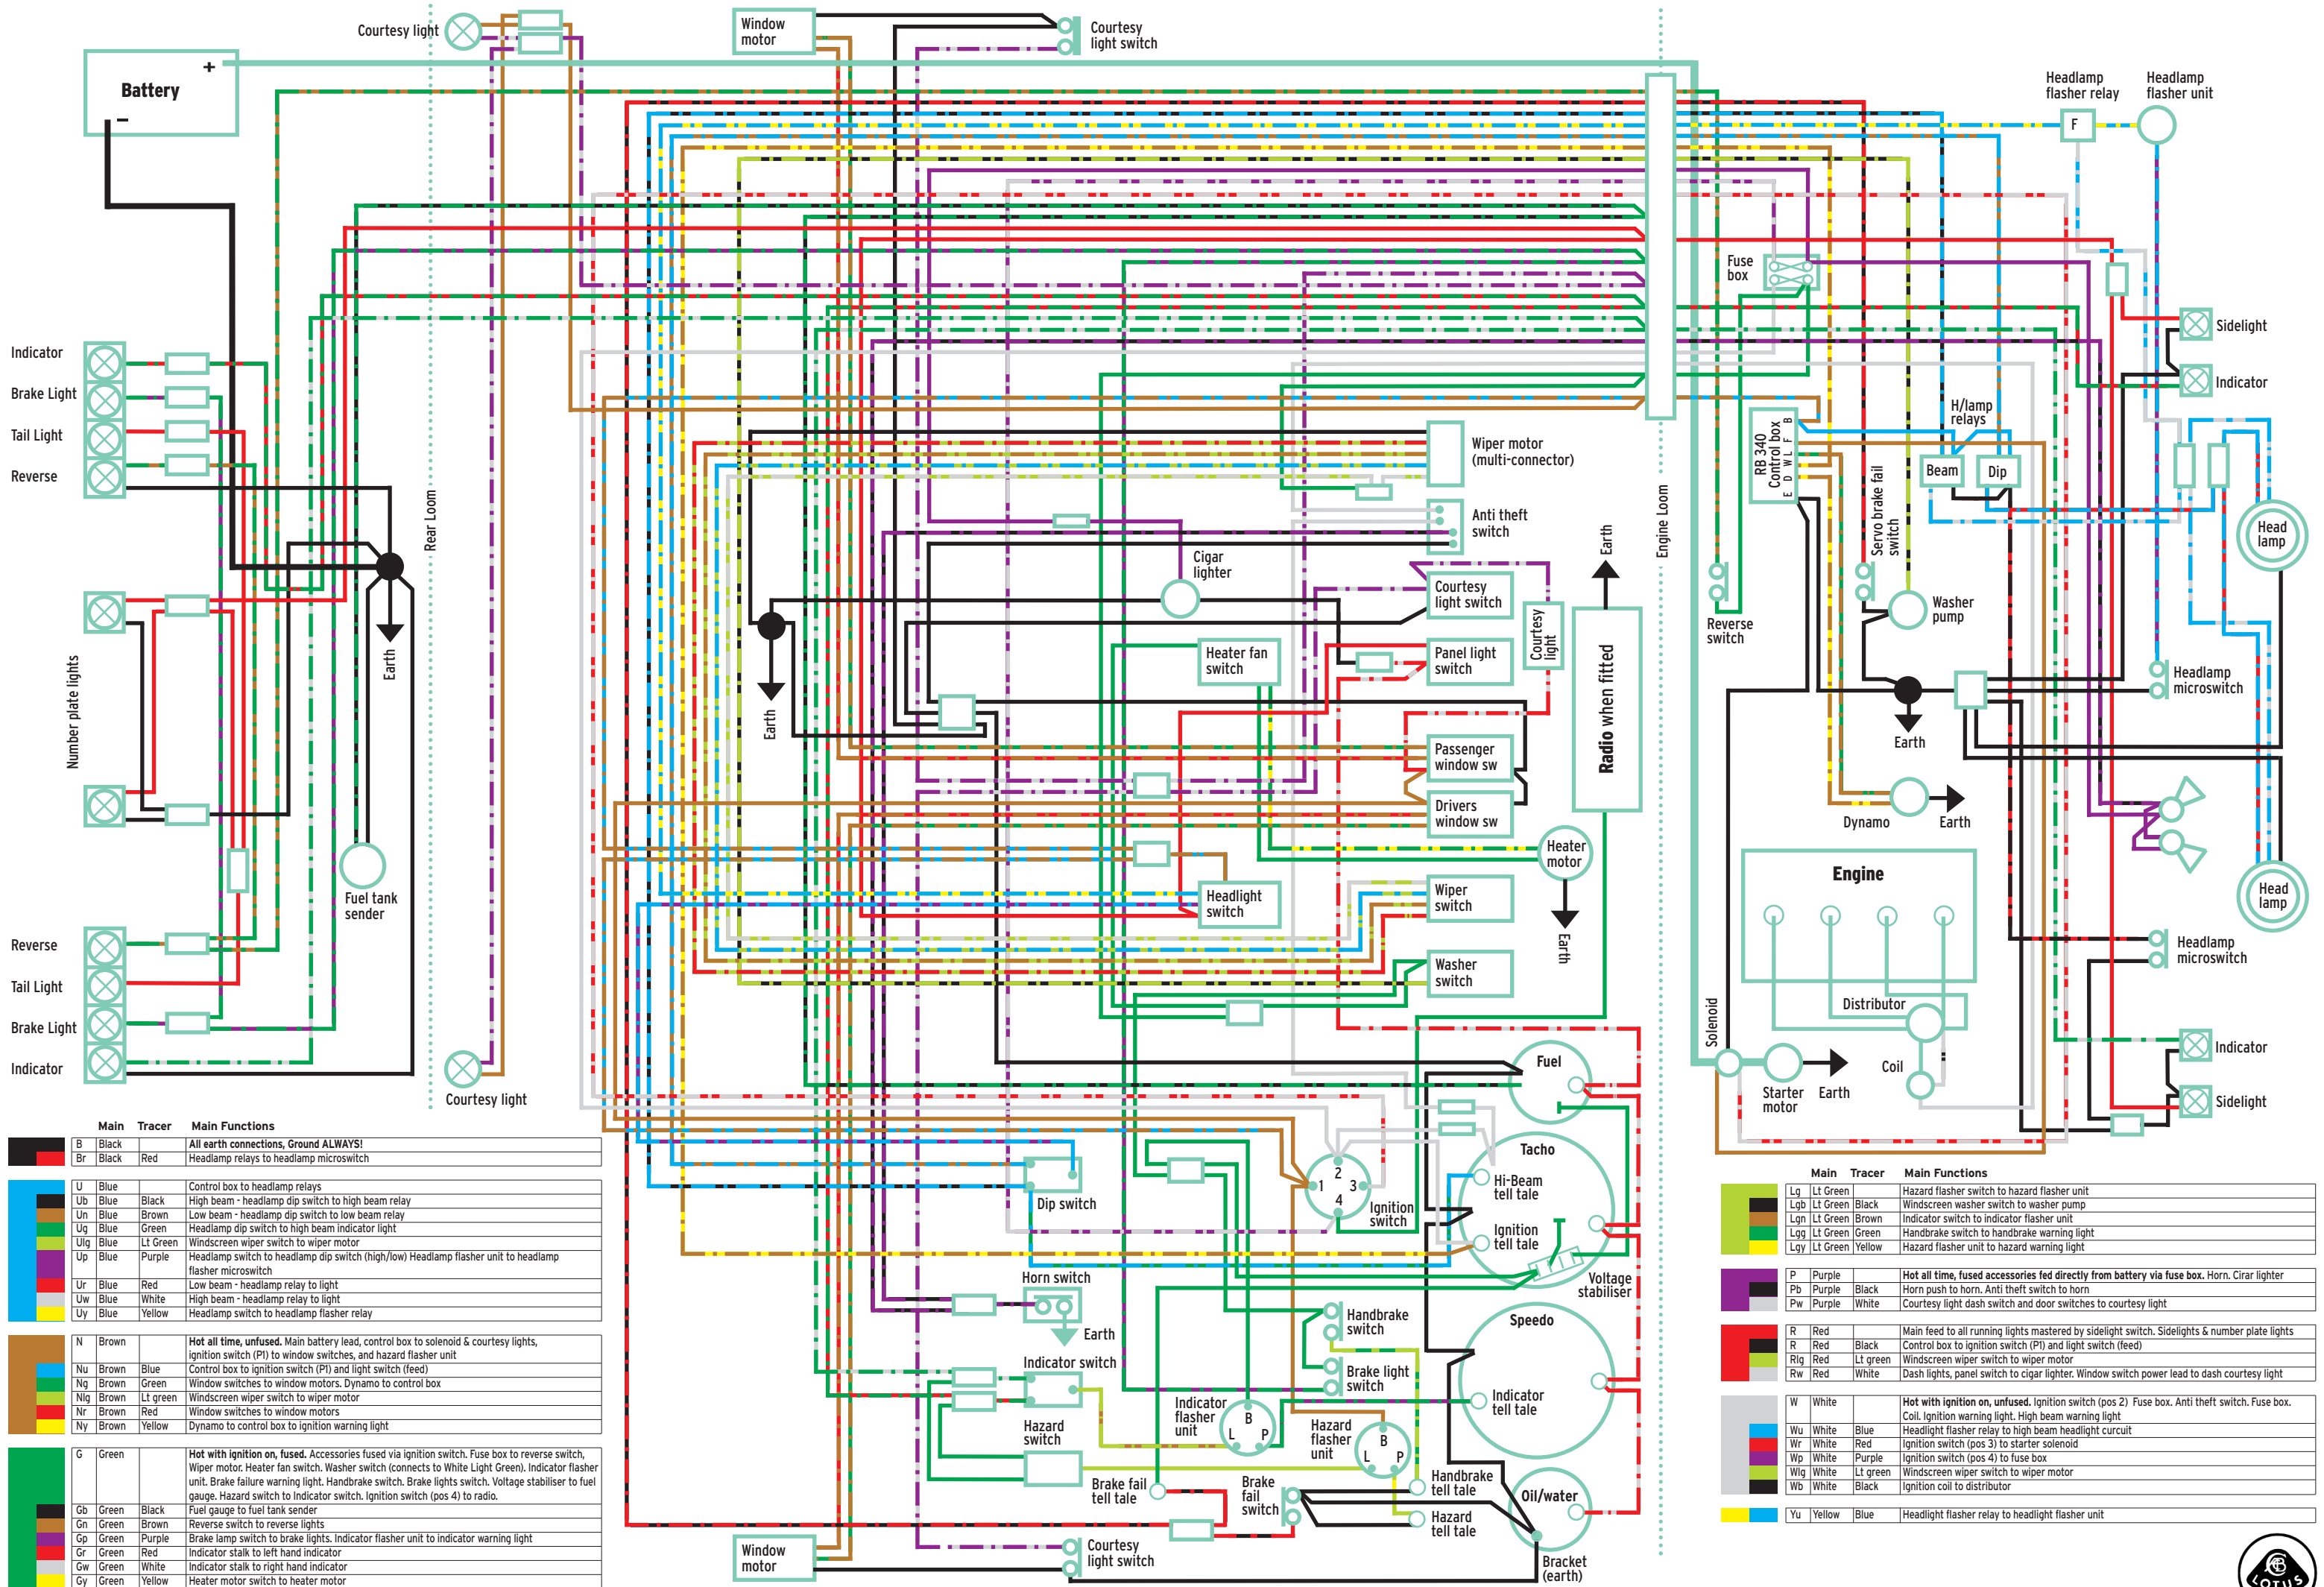 Courtesy light
Window
motor
Courtesy
light switch
Battery
+
−
Headlamp
flasher relay
Headlamp
flasher unit
F
Fuse
box
Indicator
Brake Light
Tail Light
Reverse
Sidelight
Indicator
Rear Loom
Engine Loom
Wiper motor
(multi-connector)
Anti theft
switch
Cigar
lighter
Courtesy
light switch
Courtesy
light
Earth
Radio when fitted
RB 340
Control box
E D W L F B
H/lamp
relays
Beam
Dip
Servo brake fail
switch
Head
lamp
Washer
pump
Reverse
switch
Number plate lights
Earth
Earth
Heater fan
switch
Panel light
switch
Headlamp
microswitch
Earth
Passenger
window sw
Drivers
window sw
Dynamo
Earth
Heater
motor
Earth
Fuel tank
sender
Headlight
switch
Wiper
switch
Washer
switch
Engine
Head
lamp
Distributor
Coil
Solenoid
Starter
motor
Earth
Headlamp
microswitch
Indicator
Sidelight
Reverse
Tail Light
Brake Light
Indicator
Courtesy light
Fuel
Tacho
Hi-Beam
tell tale
Ignition
tell tale
Voltage
stabiliser
Dip switch
1
2
3
4
Ignition
switch
Horn switch
Earth
Handbrake
switch
Speedo
Indicator switch
Brake light
switch
Indicator
tell tale
Indicator
flasher
unit
B
L P
Hazard
switch
Hazard
flasher
unit
B
L P
Brake fail
tell tale
Brake
fail
switch
Handbrake
tell tale
Oil/water
Hazard
tell tale
Window
motor
Courtesy
light switch
Bracket
(earth)
Main Tracer Main Functions
B Black All earth connections, Ground ALWAYS!
Br Black Red Headlamp relays to headlamp microswitch
U Blue Control box to headlamp relays
Ub Blue Black High beam - headlamp dip switch to high beam relay
Un Blue Brown Low beam - headlamp dip switch to low beam relay
Ug Blue Green Headlamp dip switch to high beam indicator light
Ulg Blue Lt Green Windscreen wiper switch to wiper motor
Up Blue Purple Headlamp switch to headlamp dip switch (high/low) Headlamp flasher unit to headlamp
flasher microswitch
Ur Blue Red Low beam - headlamp relay to light
Uw Blue White High beam - headlamp relay to light
Uy Blue Yellow Headlamp switch to headlamp flasher relay
N Brown Hot all time, unfused. Main battery lead, control box to solenoid & courtesy lights,
ignition switch (P1) to window switches, and hazard flasher unit
Nu Brown Blue Control box to ignition switch (P1) and light switch (feed)
Ng Brown Green Window switches to window motors. Dynamo to control box
Nlg Brown Lt green Windscreen wiper switch to wiper motor
Nr Brown Red Window switches to window motors
Ny Brown Yellow Dynamo to control box to ignition warning light
G Green Hot with ignition on, fused. Accessories fused via ignition switch. Fuse box to reverse switch,
Wiper motor. Heater fan switch. Washer switch (connects to White Light Green). Indicator flasher
unit. Brake failure warning light. Handbrake switch. Brake lights switch. Voltage stabiliser to fuel
gauge. Hazard switch to Indicator switch. Ignition switch (pos 4) to radio.
Gb Green Black Fuel gauge to fuel tank sender
Gn Green Brown Reverse switch to reverse lights
Gp Green Purple Brake lamp switch to brake lights. Indicator flasher unit to indicator warning light
Gr Green Red Indicator stalk to left hand indicator
Gw Green White Indicator stalk to right hand indicator
Gy Green Yellow Heater motor switch to heater motor
Main Tracer Main Functions
Lg Lt Green Hazard flasher switch to hazard flasher unit
Lgb Lt Green Black Windscreen washer switch to washer pump
Lgn Lt Green Brown Indicator switch to indicator flasher unit
Lgg Lt Green Green Handbrake switch to handbrake warning light
Lgy Lt Green Yellow Hazard flasher unit to hazard warning light
P Purple Hot all time, fused accessories fed directly from battery via fuse box. Horn. Cirar lighter
Pb Purple Black Horn push to horn. Anti theft switch to horn
Pw Purple White Courtesy light dash switch and door switches to courtesy light
R Red Main feed to all running lights mastered by sidelight switch. Sidelights & number plate lights
R Red Black Control box to ignition switch (P1) and light switch (feed)
Rlg Red Lt green Windscreen wiper switch to wiper motor
Rw Red White Dash lights, panel switch to cigar lighter. Window switch power lead to dash courtesy light
W White Hot with ignition on, unfused. Ignition switch (pos 2) Fuse box. Anti theft switch. Fuse box.
Coil. Ignition warning light. High beam warning light
Wu White Blue Headlight flasher relay to high beam headlight curcuit
Wr White Red Ignition switch (pos 3) to starter solenoid
Wp White Purple Ignition switch (pos 4) to fuse box
Wlg White Lt green Windscreen wiper switch to wiper motor
Wb White Black Ignition coil to distributor
Yu Yellow Blue Headlight flasher relay to headlight flasher unit
LOTUS